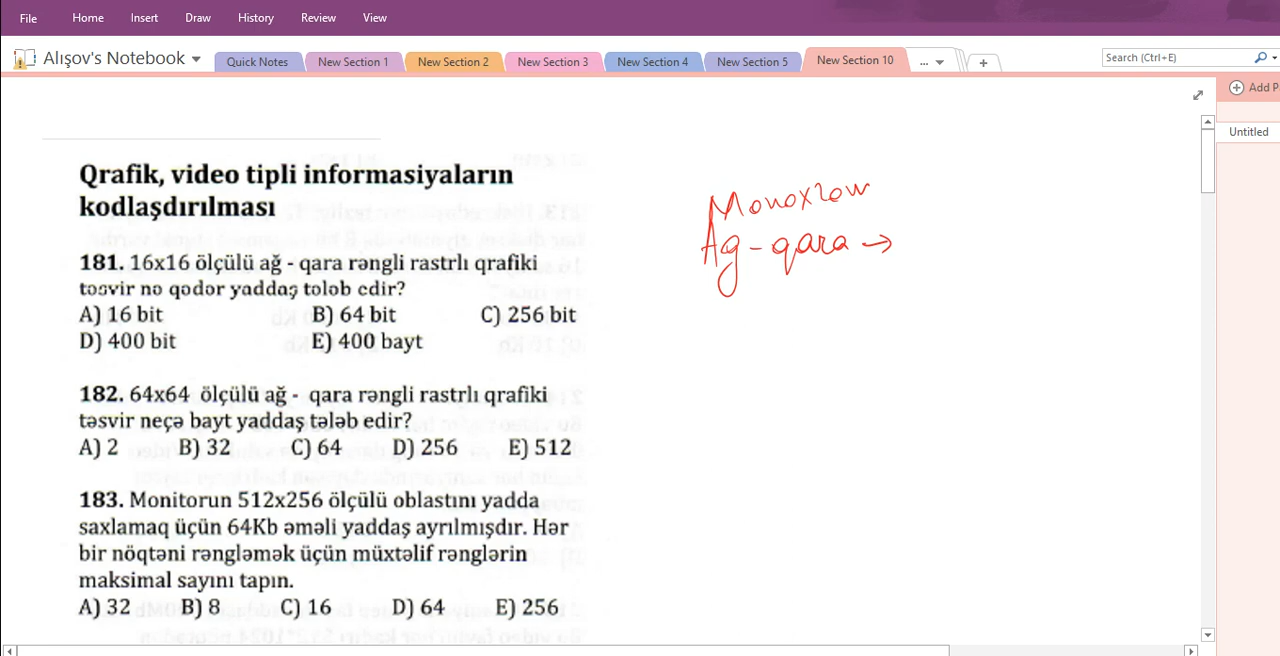 File Home Insert Draw History Review View
Alışov's Notebook Quick Notes New Section 1 New Section 2 New Section 3 New Section 4 New Section 5 New Section 10 ... + Search (Ctrl+E)
Add P
Untitled
Qrafik, video tipli informasiyaların
kodlaşdırılması
181. 16x16 ölçülü ağ - qara rəngli rastrlı qrafiki
təsvir nə qədər yaddaş tələb edir?
A) 16 bit B) 64 bit C) 256 bit
D) 400 bit E) 400 bayt
182. 64x64 ölçülü ağ - qara rəngli rastrlı qrafiki
təsvir neçə bayt yaddaş tələb edir?
A) 2 B) 32 C) 64 D) 256 E) 512
183. Monitorun 512x256 ölçülü oblastını yadda
saxlamaq üçün 64Kb əməli yaddaş ayrılmışdır. Hər
bir nöqtəni rəngləmək üçün müxtəlif rənglərin
maksimal sayını tapın.
A) 32 B) 8 C) 16 D) 64 E) 256
Monoxrom
Ag - qara →